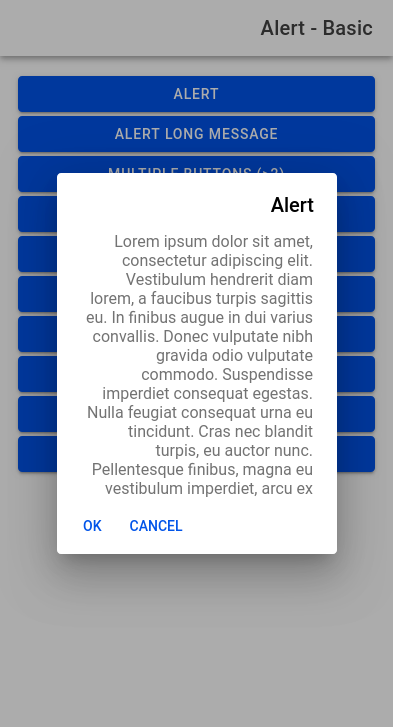 Alert - Basic
ALERT
ALERT LONG MESSAGE
MULTIPLE BUTTONS (>2)
Alert
Lorem ipsum dolor sit amet,
consectetur adipiscing elit.
Vestibulum hendrerit diam
lorem, a faucibus turpis sagittis
eu. In finibus augue in dui varius
convallis. Donec vulputate nibh
gravida odio vulputate
commodo. Suspendisse
imperdiet consequat egestas.
Nulla feugiat consequat urna eu
tincidunt. Cras nec blandit
turpis, eu auctor nunc.
Pellentesque finibus, magna eu
vestibulum imperdiet, arcu ex
OK CANCEL